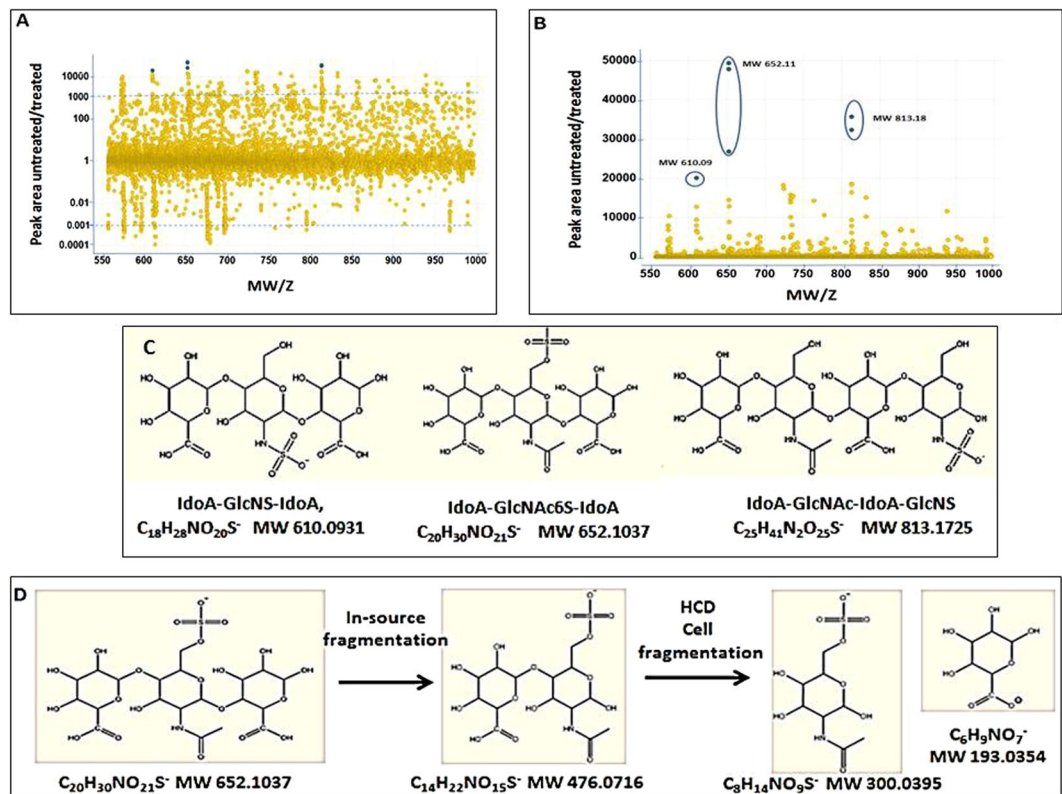 A
Peak area untreated/treated
10000
1000
100
1
0.01
0.001
0.0001
550 600 650 700 750 800 850 900 950 1000
MW/Z
B
Peak area untreated/treated
50000
40000
30000
20000
10000
0
MW 652.11
MW 813.18
MW 610.09
550 600 650 700 750 800 850 900 950 1000
MW/Z
C
IdoA-GlcNS-IdoA,
C₁₈H₂₈NO₂₀S⁻ MW 610.0931
IdoA-GlcNAc6S-IdoA
C₂₀H₃₀NO₂₁S⁻ MW 652.1037
IdoA-GlcNAc-IdoA-GlcNS
C₂₅H₄₁N₂O₂₅S⁻ MW 813.1725
D
In-source
fragmentation
HCD
Cell
fragmentation
C₂₀H₃₀NO₂₁S⁻ MW 652.1037
C₁₄H₂₂NO₁₅S⁻ MW 476.0716
C₈H₁₄NO₉S⁻ MW 300.0395
C₆H₉NO₇⁻
MW 193.0354